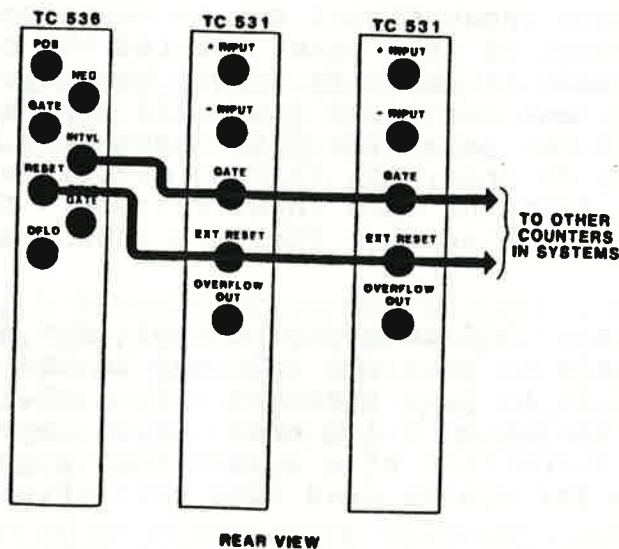 TC 536
TC 531
TC 531
POS
NEG
GATE
INTVL
RESET
GATE
OFLO
+ INPUT
- INPUT
GATE
EXT RESET
OVERFLOW
OUT
+ INPUT
- INPUT
GATE
EXT RESET
OVERFLOW
OUT
TO OTHER
COUNTERS
IN SYSTEMS
REAR VIEW